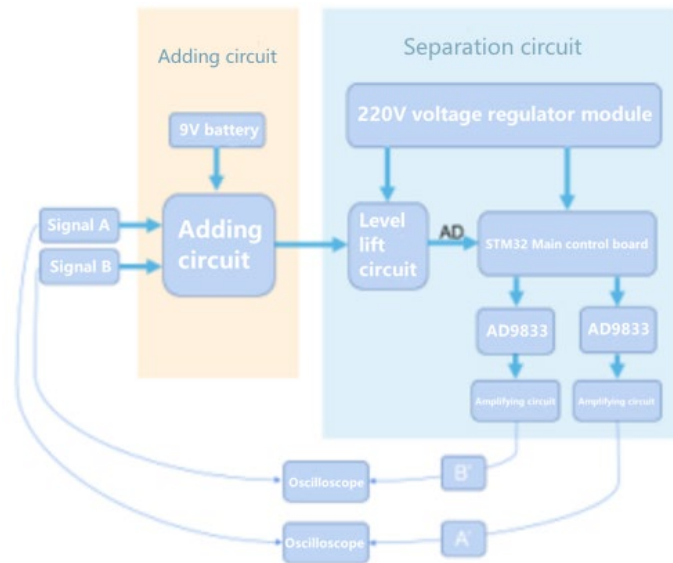 Adding circuit
Separation circuit
9V battery
220V voltage regulator module
Signal A
Signal B
Adding
circuit
Level
lift
circuit
AD
STM32 Main control board
AD9833
AD9833
Amplifying circuit
Amplifying circuit
Oscilloscope
B'
Oscilloscope
A'